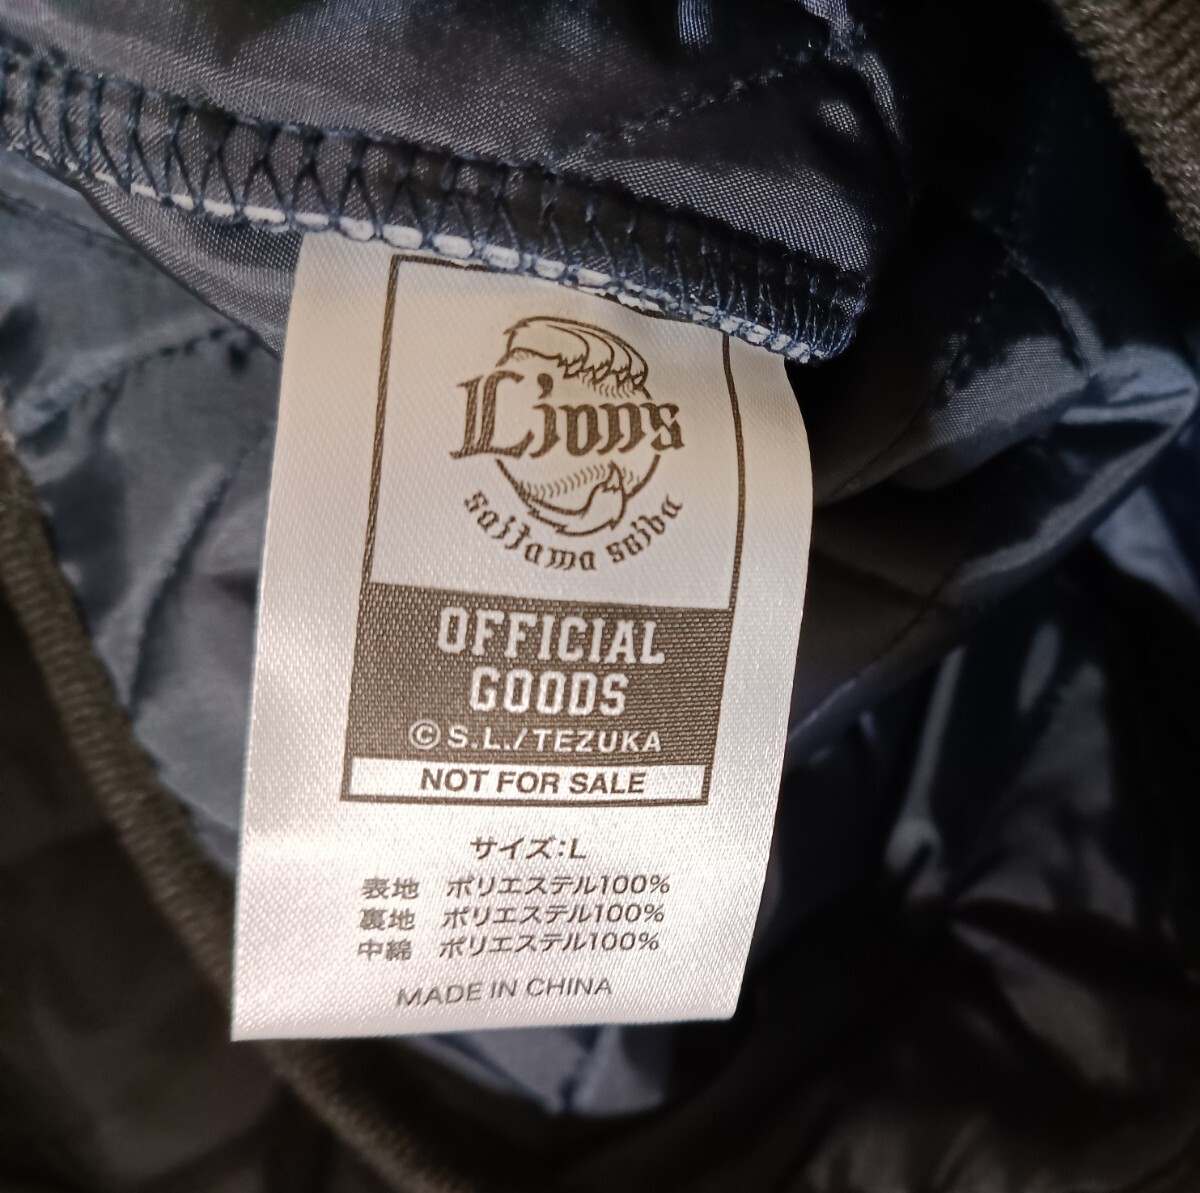 Lions
saitama seibu
OFFICIAL
GOODS
© S.L./TEZUKA
NOT FOR SALE
サイズ:L
表地 ポリエステル100%
裏地 ポリエステル100%
中綿 ポリエステル100%
MADE IN CHINA